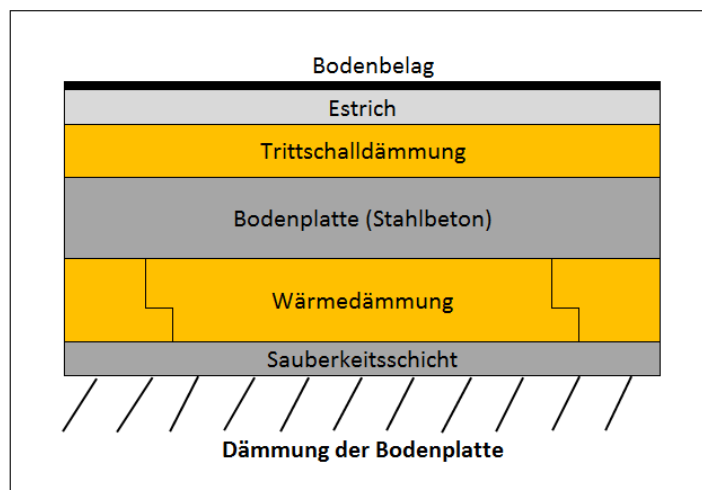 Bodenbelag
Estrich
Trittschalldämmung
Bodenplatte (Stahlbeton)
Wärmedämmung
Sauberkeitsschicht
Dämmung der Bodenplatte